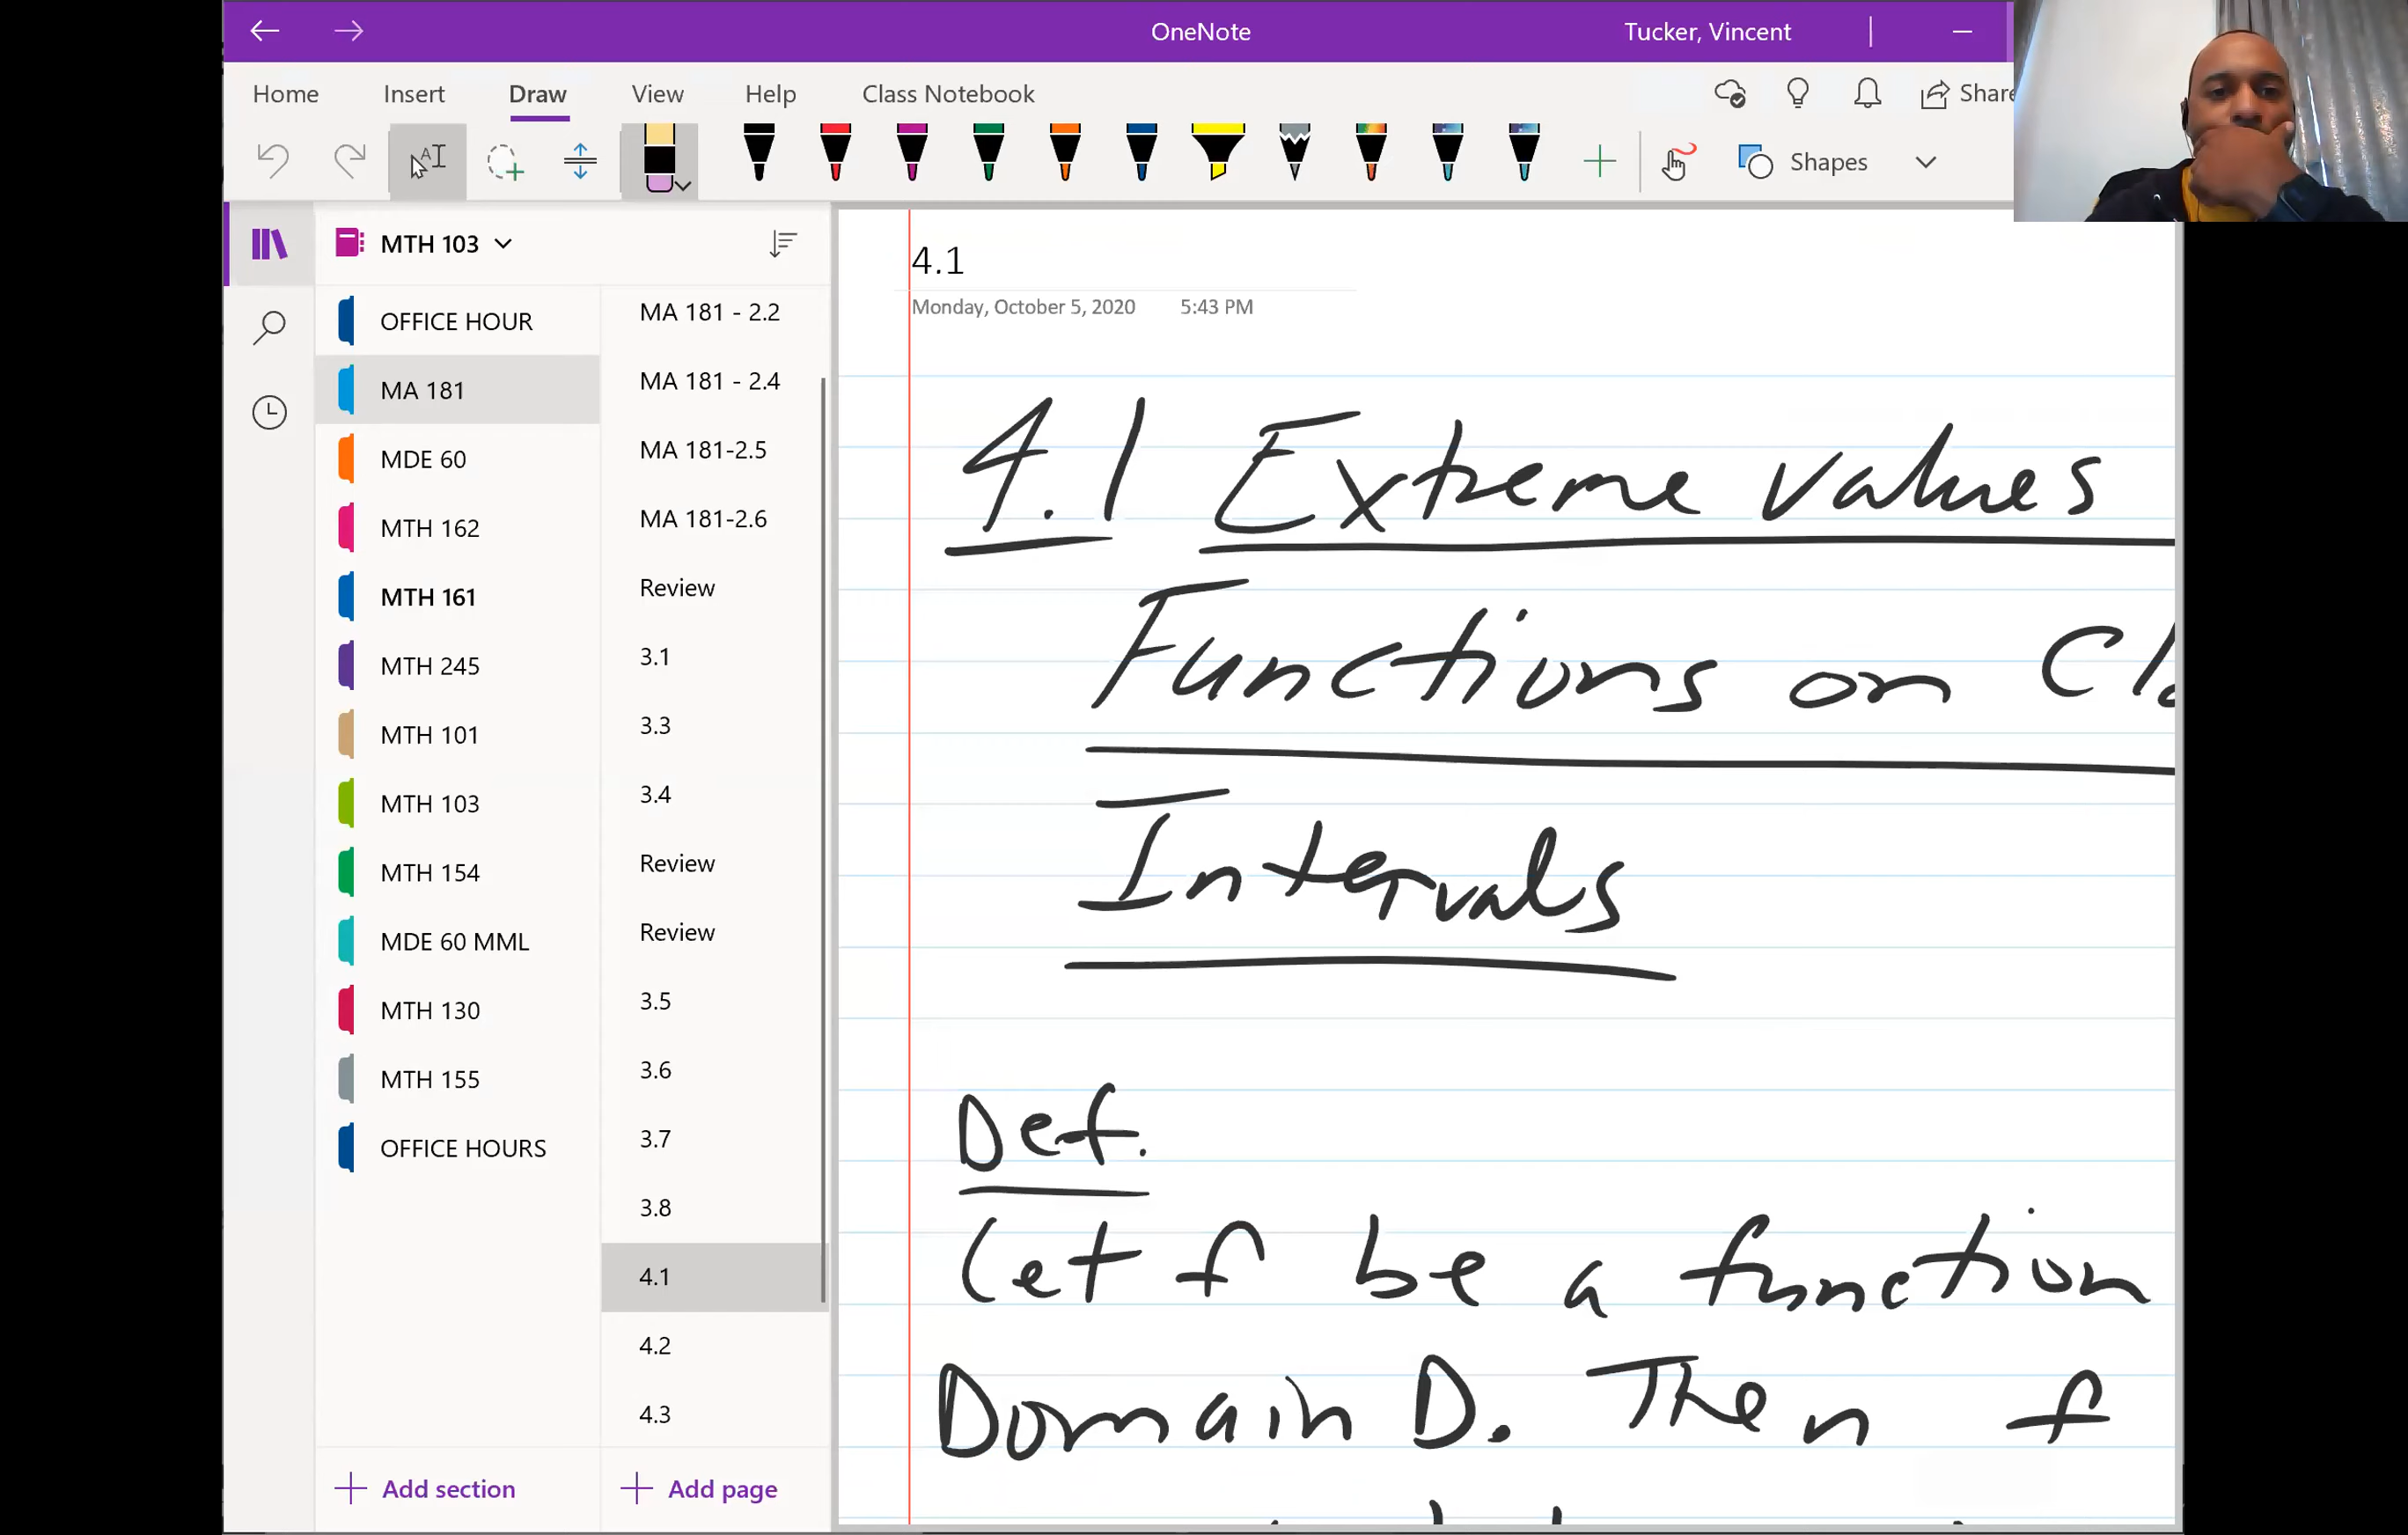 OneNote
Tucker, Vincent
Home Insert Draw View Help Class Notebook Share
Shapes
MTH 103
OFFICE HOUR
MA 181
MDE 60
MTH 162
MTH 161
MTH 245
MTH 101
MTH 103
MTH 154
MDE 60 MML
MTH 130
MTH 155
OFFICE HOURS
Add section
MA 181 - 2.2
MA 181 - 2.4
MA 181-2.5
MA 181-2.6
Review
3.1
3.3
3.4
Review
Review
3.5
3.6
3.7
3.8
4.1
4.2
4.3
Add page
4.1
Monday, October 5, 2020 5:43 PM
4.1 Extreme values
Functions on
Intervals
Def.
Let f be a function
Domain D. Then f